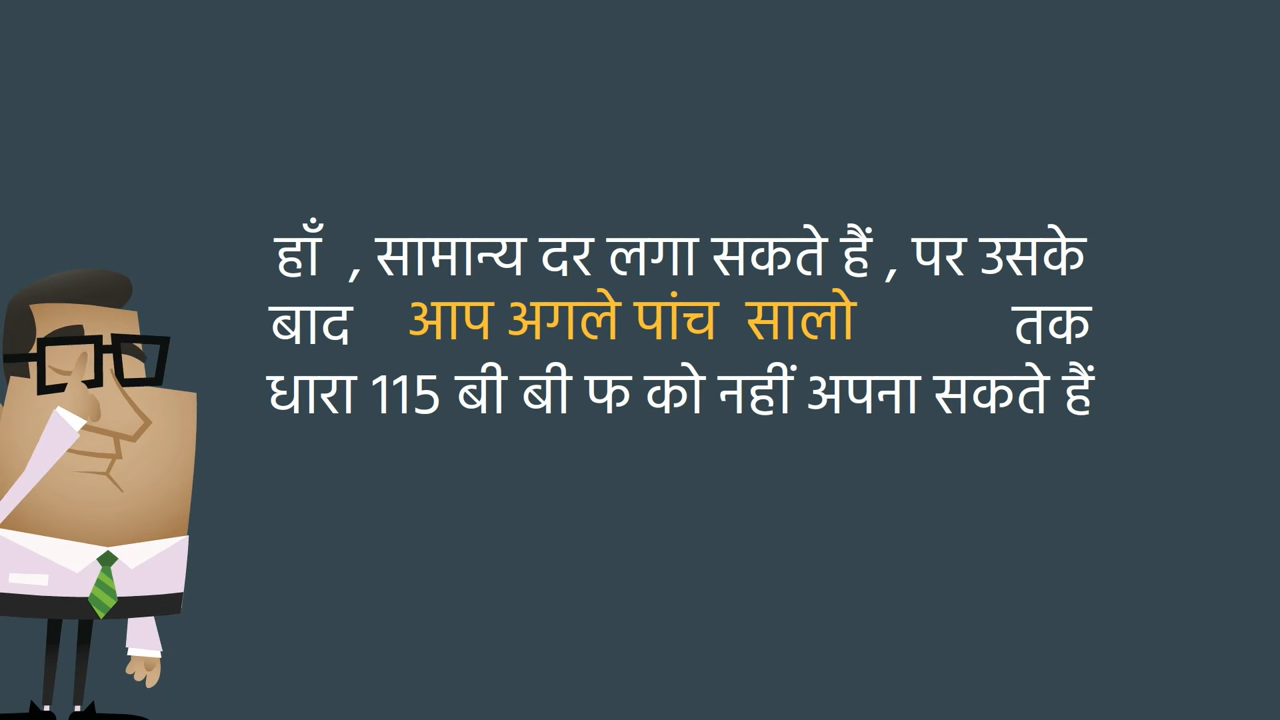 हाँ , सामान्य दर लगा सकते हैं , पर उसके
बाद आप अगले पांच सालो तक
धारा 115 बी बी फ को नहीं अपना सकते हैं